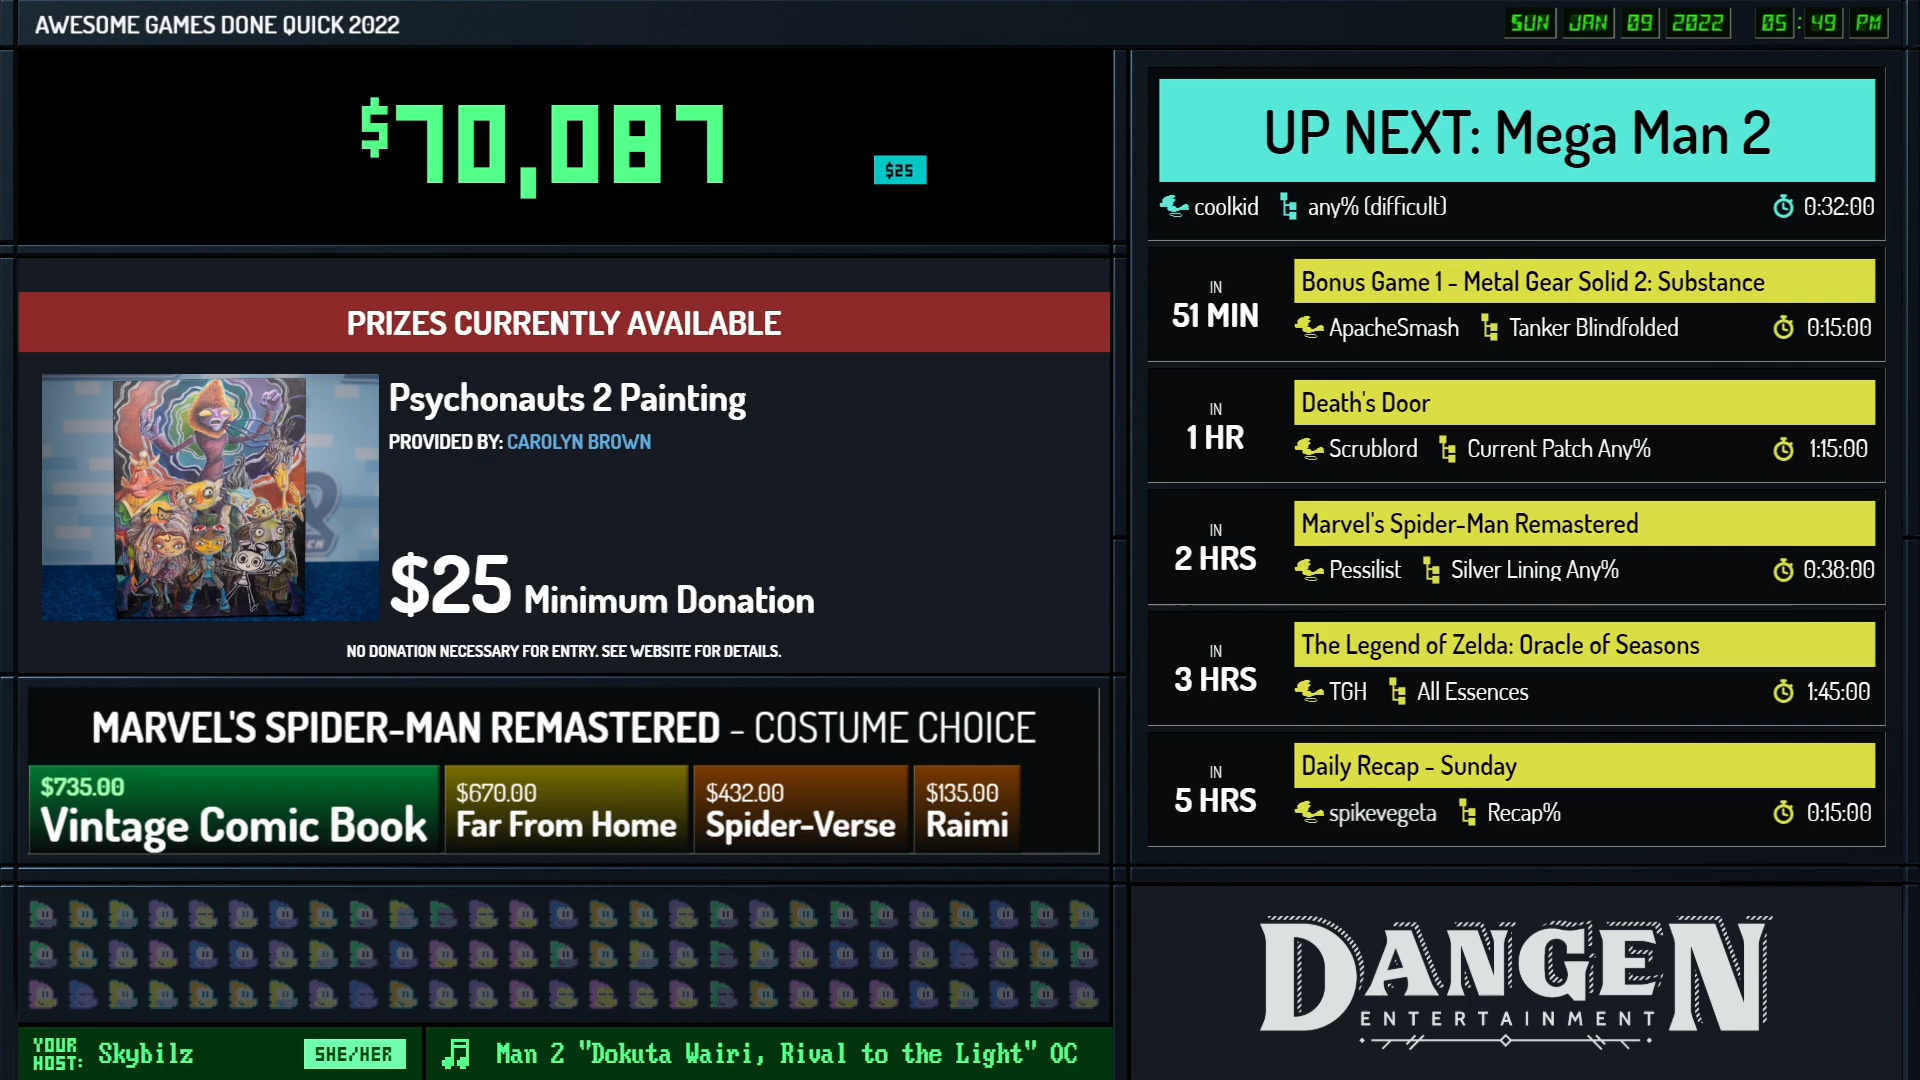 AWESOME GAMES DONE QUICK 2022
SUN JAN 09 2022 05:49 PM
$70,087
$25
PRIZES CURRENTLY AVAILABLE
Psychonauts 2 Painting
PROVIDED BY: CAROLYN BROWN
$25 Minimum Donation
NO DONATION NECESSARY FOR ENTRY. SEE WEBSITE FOR DETAILS.
MARVEL'S SPIDER-MAN REMASTERED - COSTUME CHOICE
$735.00
Vintage Comic Book
$670.00
Far From Home
$432.00
Spider-Verse
$135.00
Raimi
YOUR HOST: Skybilz SHE/HER
Man 2 "Dokuta Wairi, Rival to the Light" OC
UP NEXT: Mega Man 2
coolkid any% (difficult) 0:32:00
IN 51 MIN
Bonus Game 1 - Metal Gear Solid 2: Substance
ApacheSmash Tanker Blindfolded 0:15:00
IN 1 HR
Death's Door
Scrublord Current Patch Any% 1:15:00
IN 2 HRS
Marvel's Spider-Man Remastered
Pessilist Silver Lining Any% 0:38:00
IN 3 HRS
The Legend of Zelda: Oracle of Seasons
TGH All Essences 1:45:00
IN 5 HRS
Daily Recap - Sunday
spikevegeta Recap% 0:15:00
DANGEN
ENTERTAINMENT